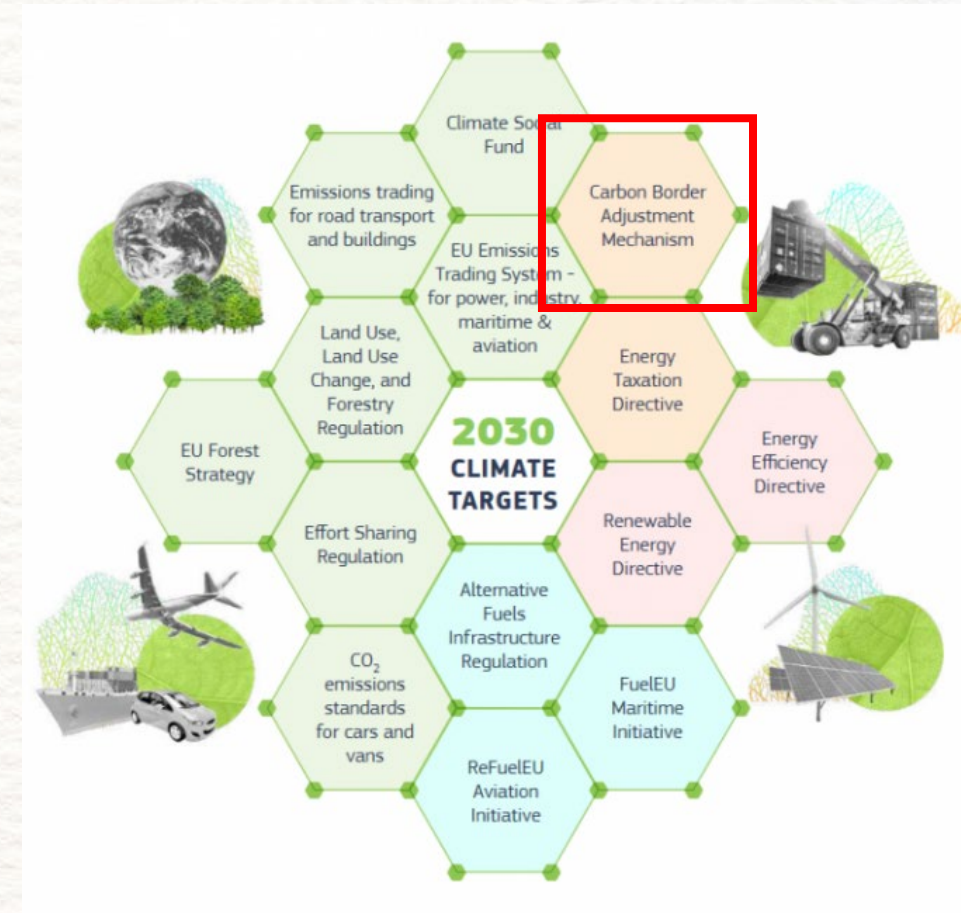 Climate Social
Fund
Emissions trading
for road transport
and buildings
Carbon Border
Adjustment
Mechanism
EU Emissions
Trading System -
for power, industry,
maritime &
aviation
Land Use,
Land Use
Change, and
Forestry
Regulation
Energy
Taxation
Directive
EU Forest
Strategy
2030
CLIMATE
TARGETS
Energy
Efficiency
Directive
Effort Sharing
Regulation
Renewable
Energy
Directive
Alternative
Fuels
Infrastructure
Regulation
CO₂
emissions
standards
for cars and
vans
FuelEU
Maritime
Initiative
ReFuelEU
Aviation
Initiative